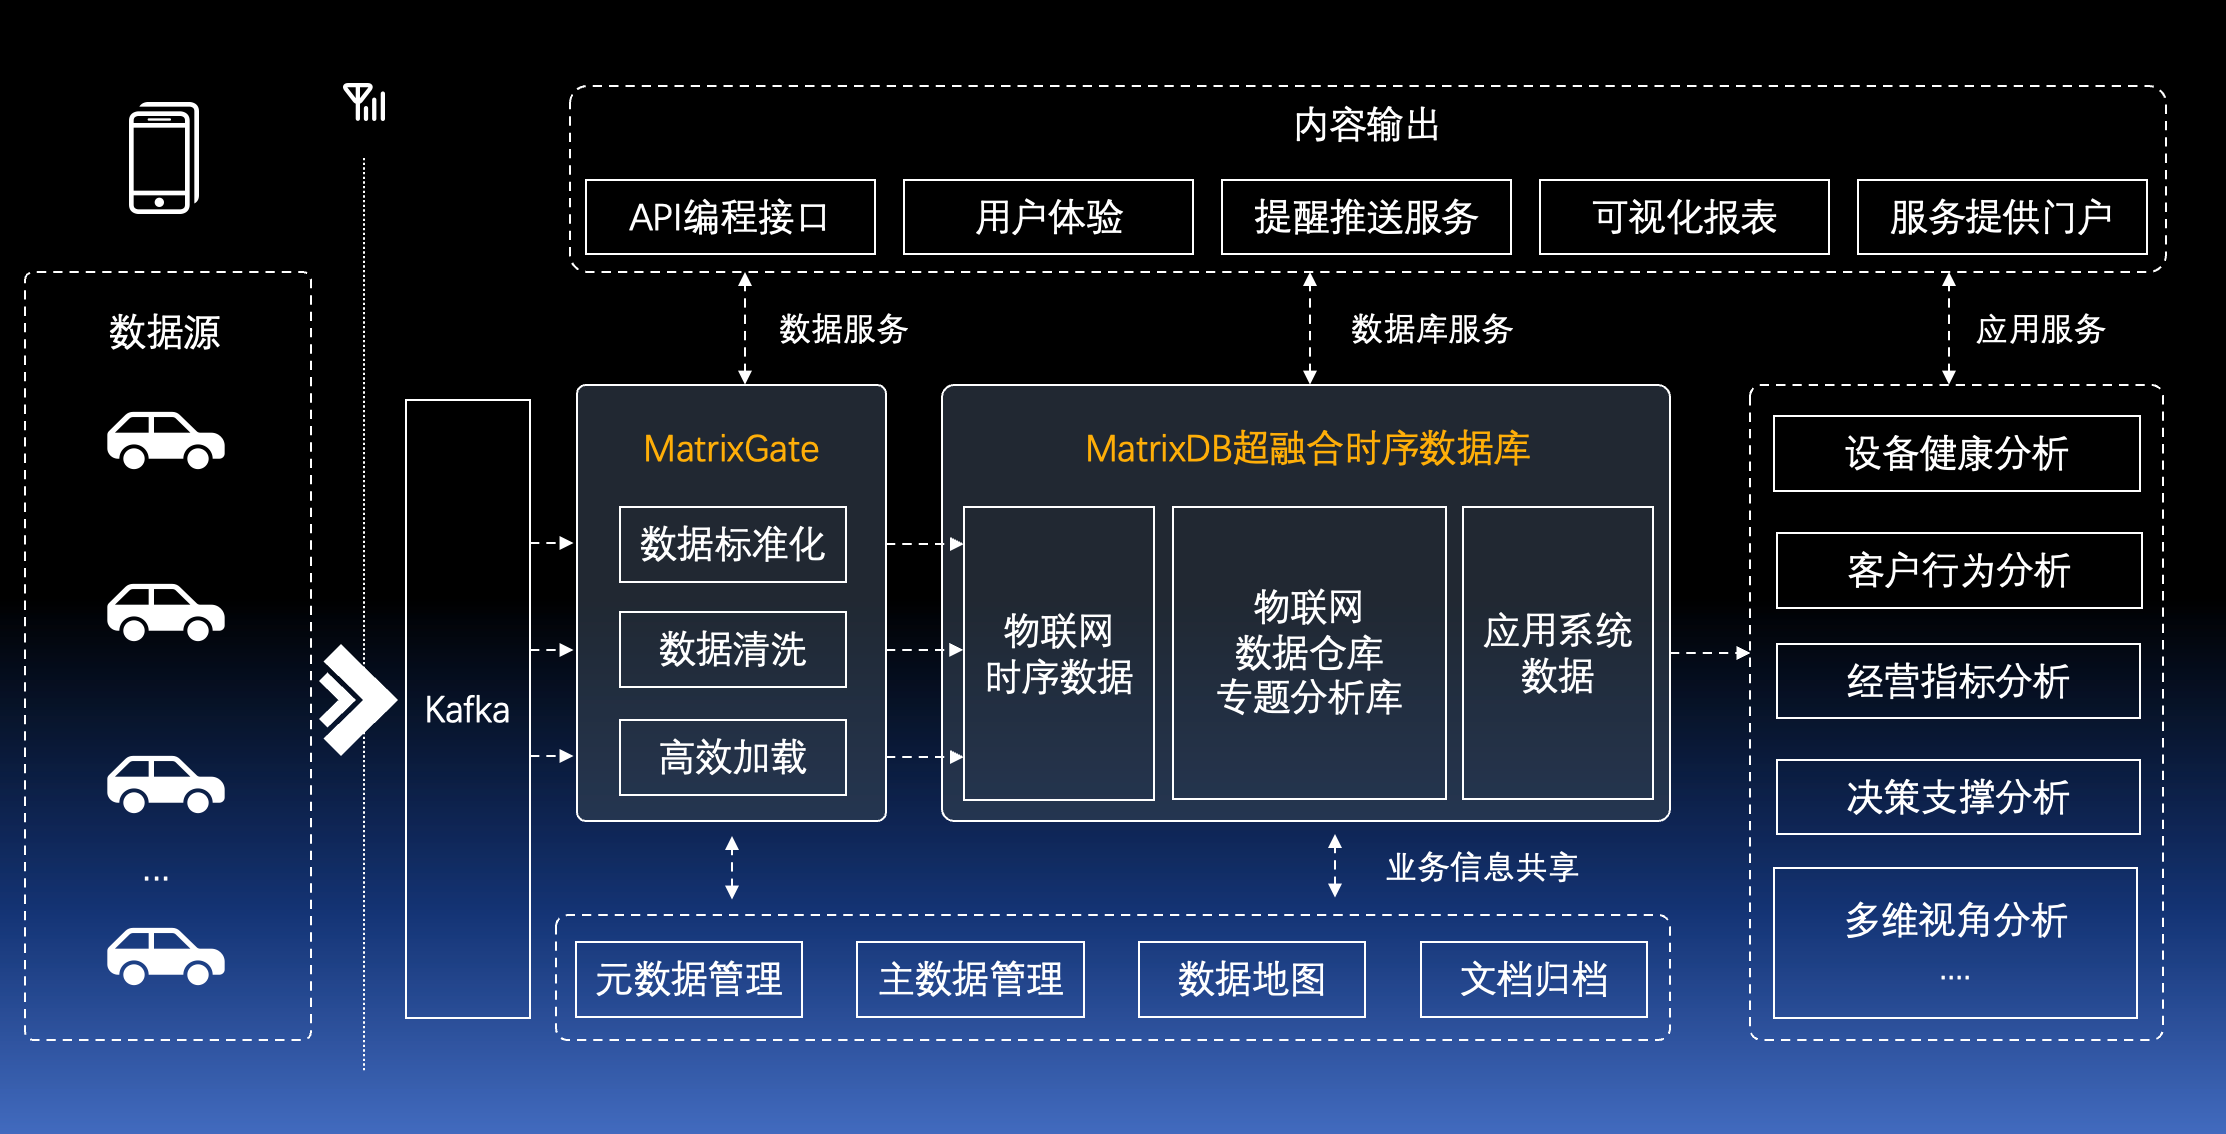 内容输出
API编程接口
用户体验
提醒推送服务
可视化报表
服务提供门户
数据源
...
数据服务
数据库服务
应用服务
Kafka
MatrixGate
数据标准化
数据清洗
高效加载
MatrixDB超融合时序数据库
物联网
时序数据
物联网
数据仓库
专题分析库
应用系统
数据
设备健康分析
客户行为分析
经营指标分析
决策支撑分析
多维视角分析
....
业务信息共享
元数据管理
主数据管理
数据地图
文档归档